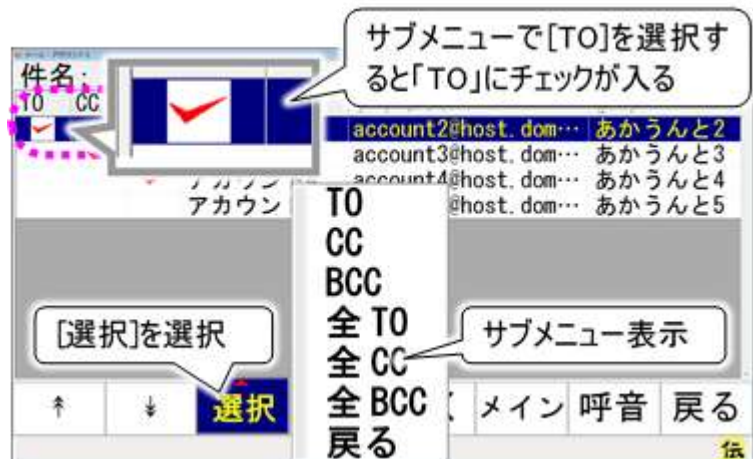 サブメニューで[TO]を選択す
ると「TO」にチェックが入る
件名:
TO CC
account2@host.dom… あかうんと2
account3@host.dom… あかうんと3
account4@host.dom… あかうんと4
アカウン @host.dom… あかうんと5
TO
CC
BCC
全 TO
全 CC
全 BCC
戻る
[選択]を選択
サブメニュー表示
↟ ↡ 選択 メイン 呼音 戻る
伝